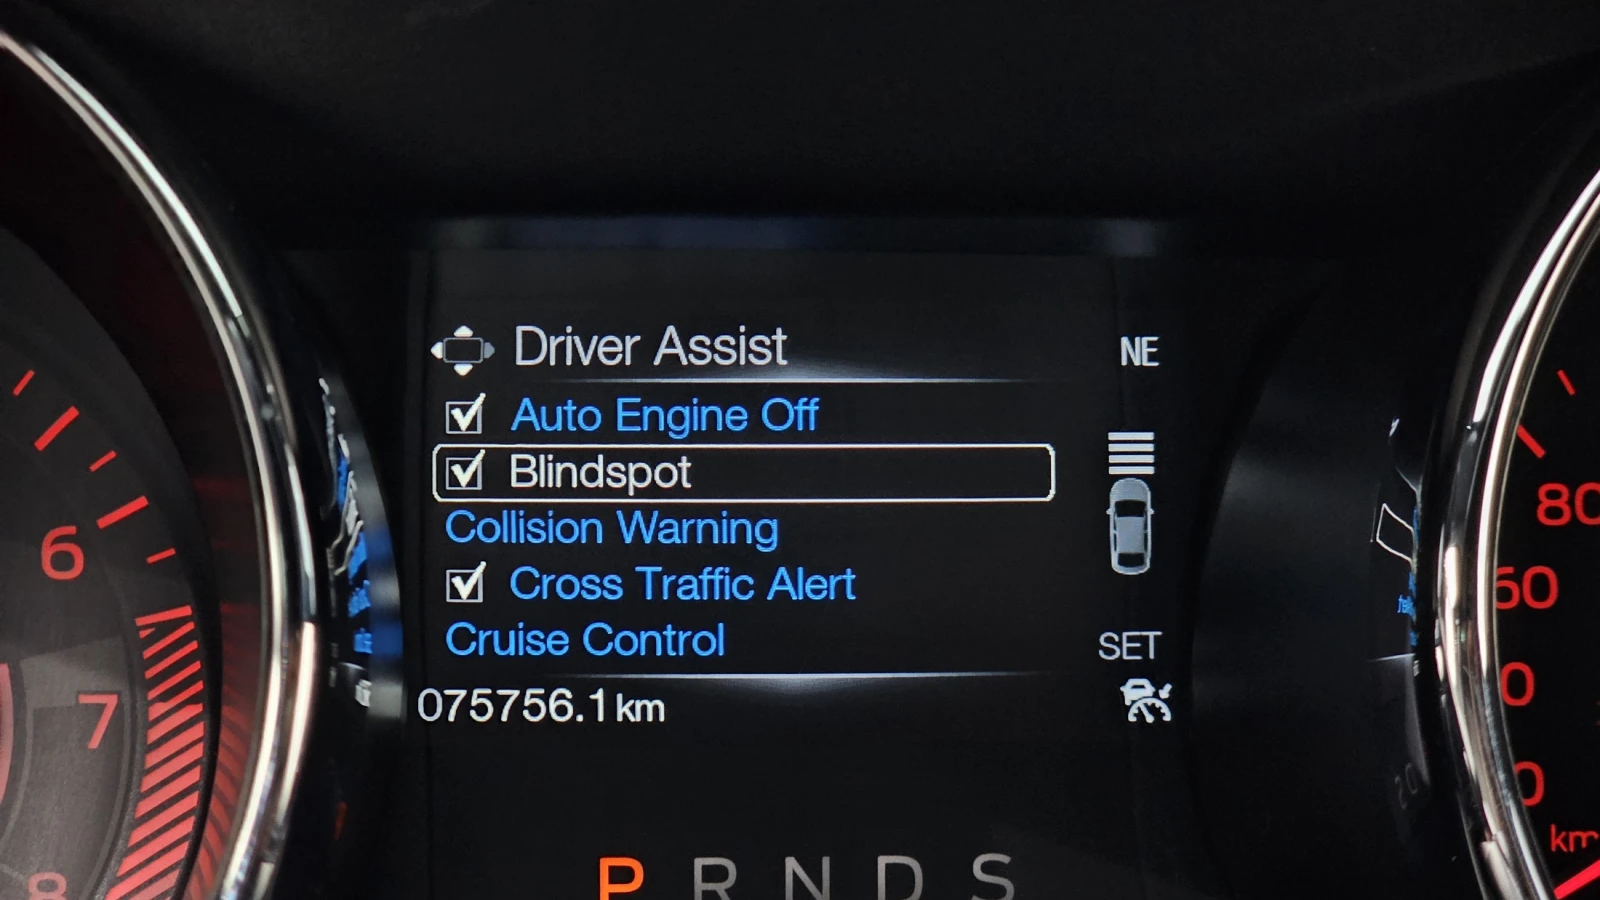 Driver Assist
NE
Auto Engine Off
Blindspot
Collision Warning
Cross Traffic Alert
Cruise Control
SET
075756.1 km
P R N D S
6
7
8
80